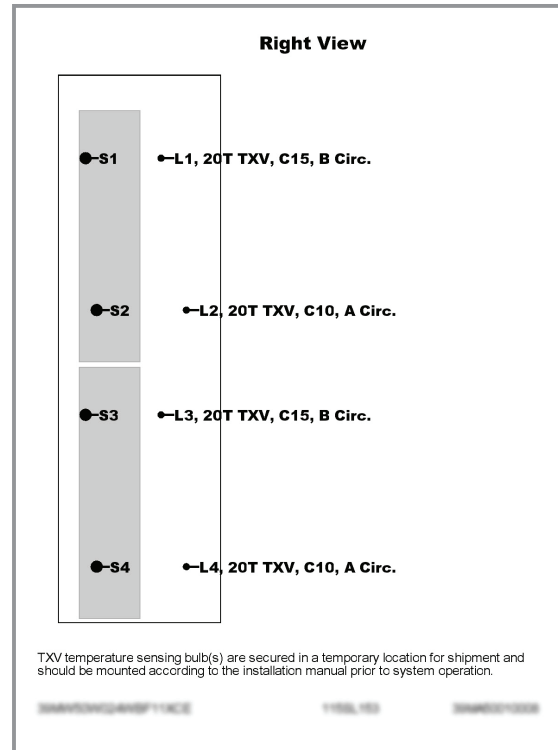 Right View
S1 L1, 20T TXV, C15, B Circ.
S2 L2, 20T TXV, C10, A Circ.
S3 L3, 20T TXV, C15, B Circ.
S4 L4, 20T TXV, C10, A Circ.
TXV temperature sensing bulb(s) are secured in a temporary location for shipment and
should be mounted according to the installation manual prior to system operation.